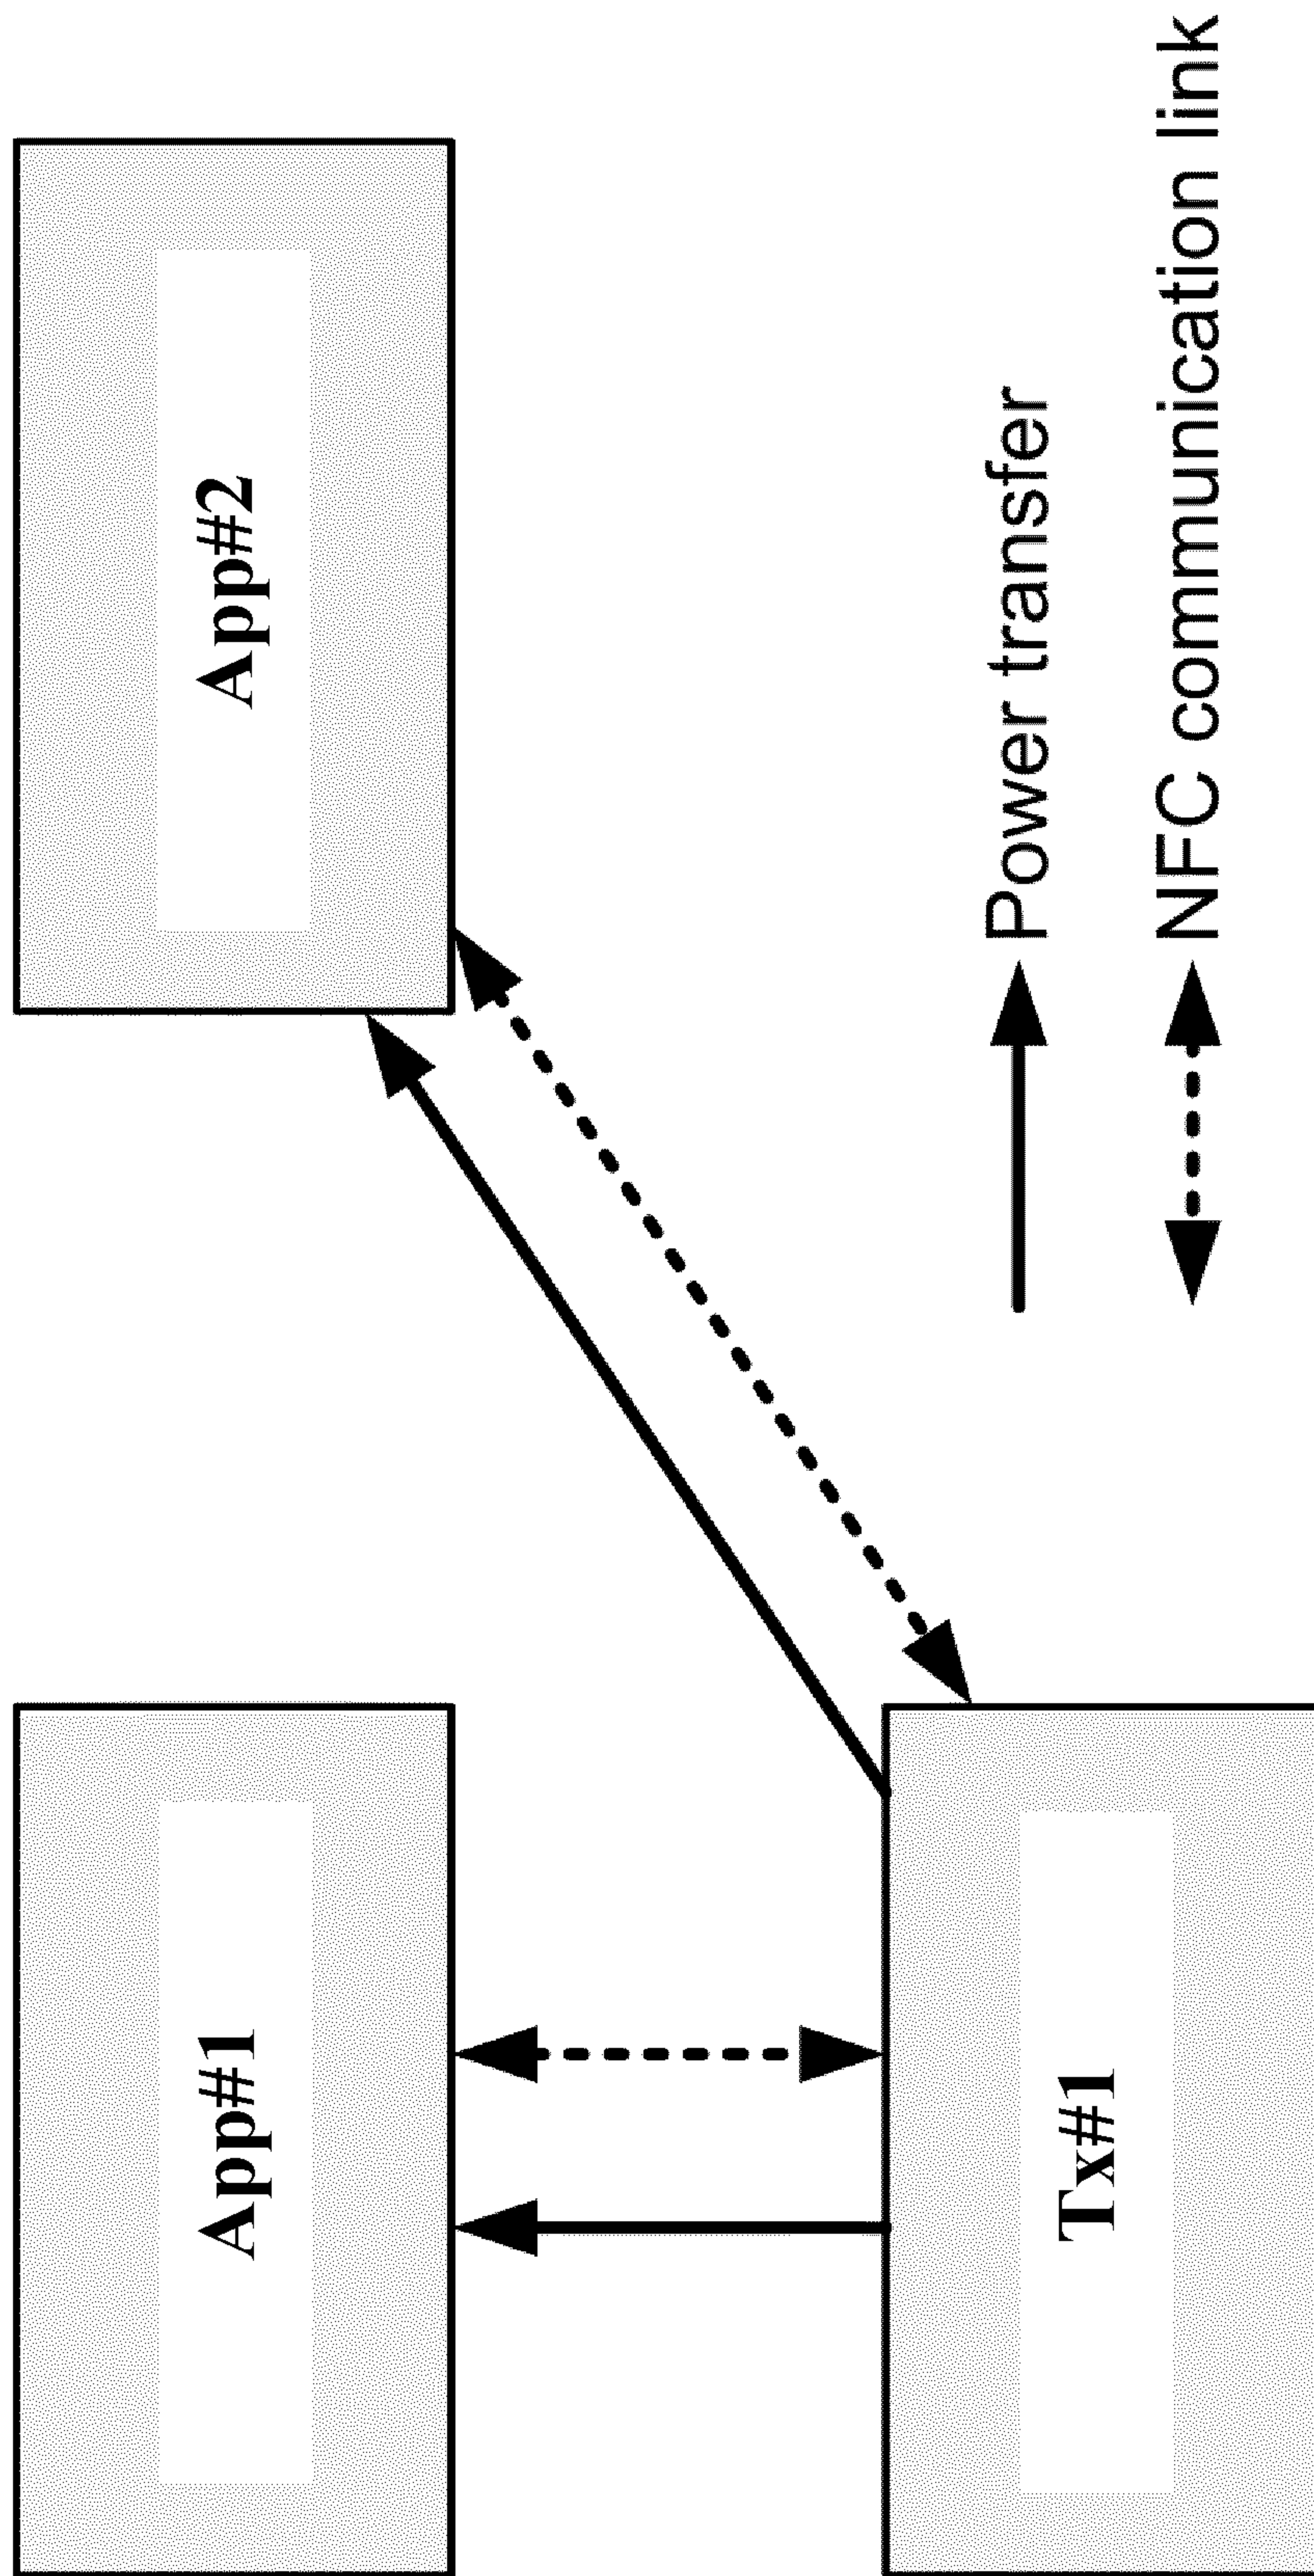 App#1
App#2
Tx#1
Power transfer
NFC communication link